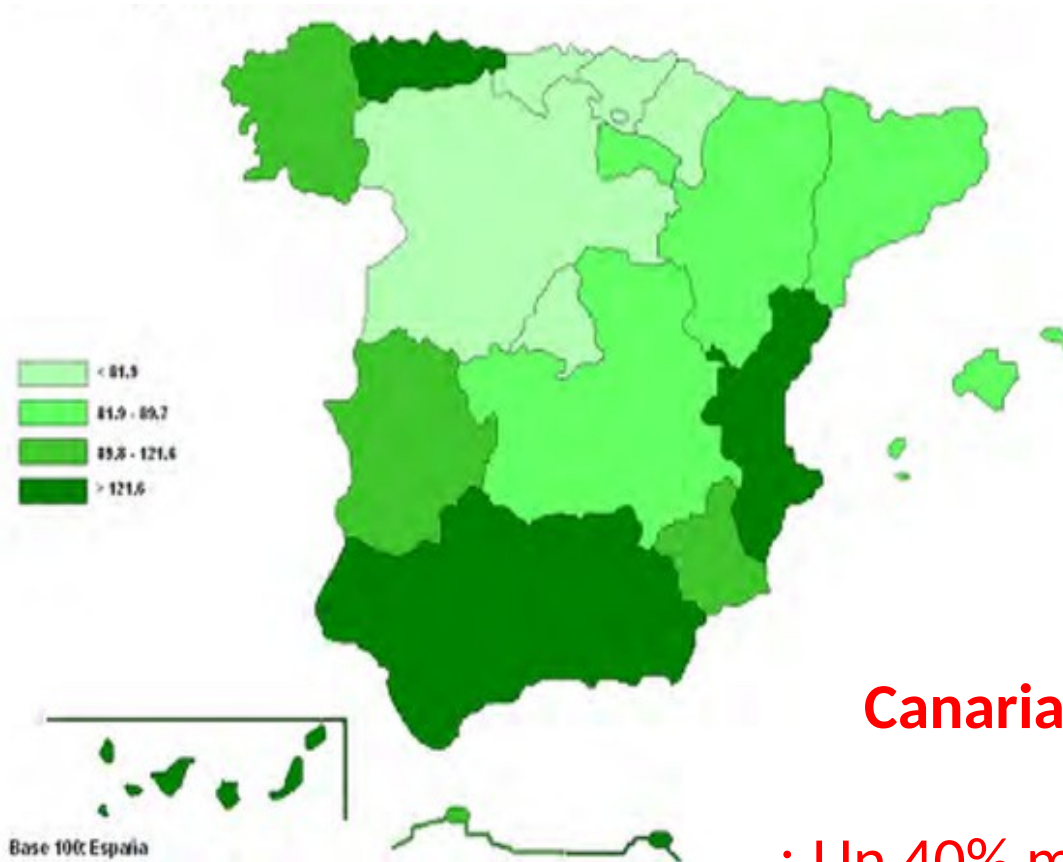 < 81,9
81,9 - 89,7
89,8 - 121,6
> 121,6
Canaria
: Un 40% m
Base 100: España